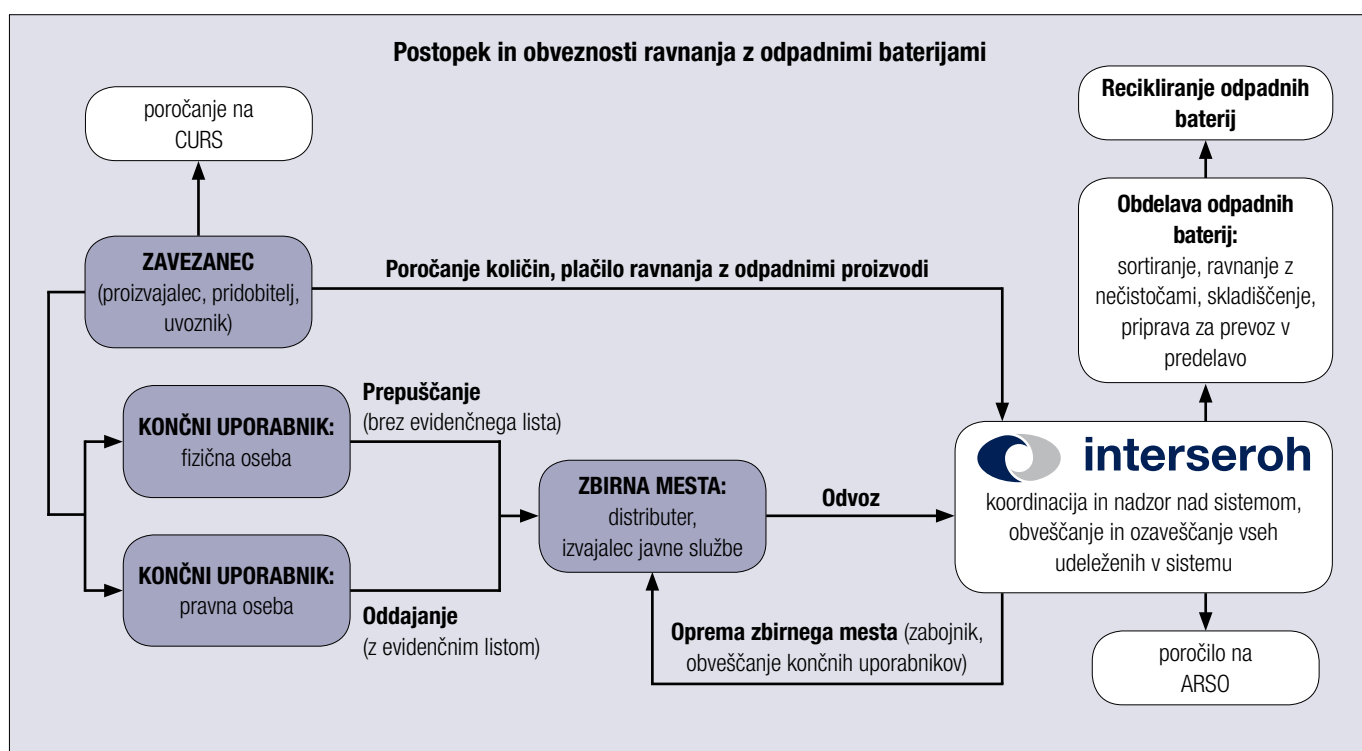 Postopek in obveznosti ravnanja z odpadnimi baterijami
poročanje na
CURS
Recikliranje odpadnih
baterij
Obdelava odpadnih
baterij:
sortiranje, ravnanje z
nečistočami, skladiščenje,
priprava za prevoz v
predelavo
ZAVEZANEC
(proizvajalec, pridobitelj,
uvoznik)
Poročanje količin, plačilo ravnanja z odpadnimi proizvodi
Prepuščanje
(brez evidenčnega lista)
KONČNI UPORABNIK:
fizična oseba
ZBIRNA MESTA:
distributer,
izvajalec javne službe
Odvoz
interseroh
koordinacija in nadzor nad sistemom,
obveščanje in ozaveščanje vseh
udeleženih v sistemu
KONČNI UPORABNIK:
pravna oseba
Oddajanje
(z evidenčnim listom)
Oprema zbirnega mesta (zabojnik,
obveščanje končnih uporabnikov)
poročilo na
ARSO